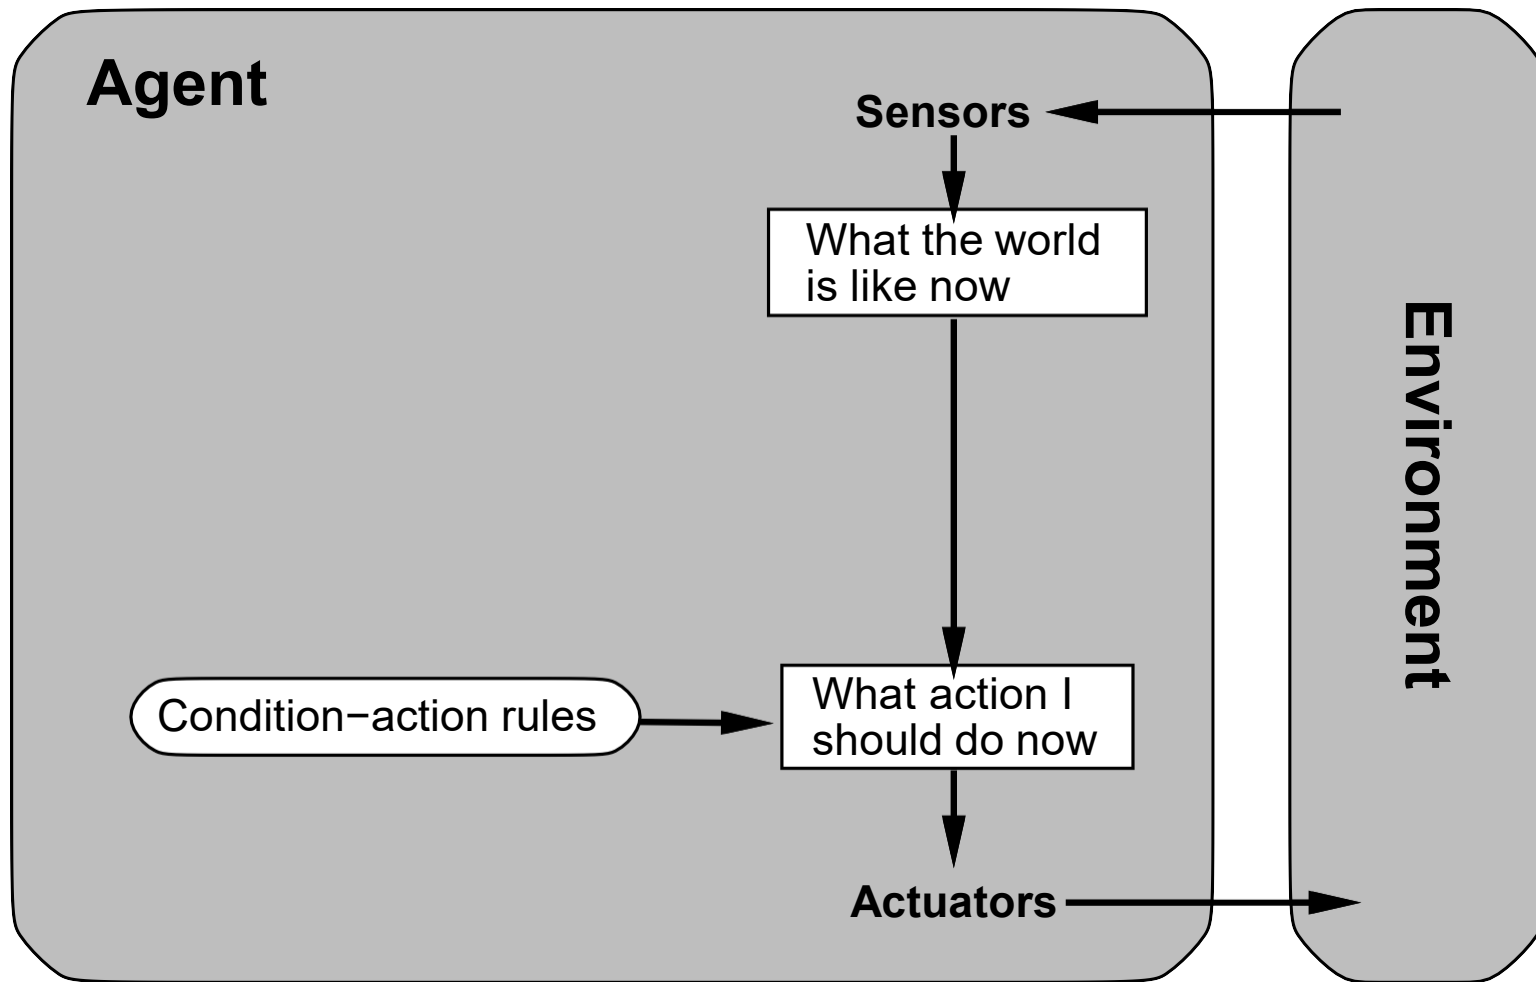 Agent
Sensors
What the world
is like now
Environment
Condition−action rules
What action I
should do now
Actuators